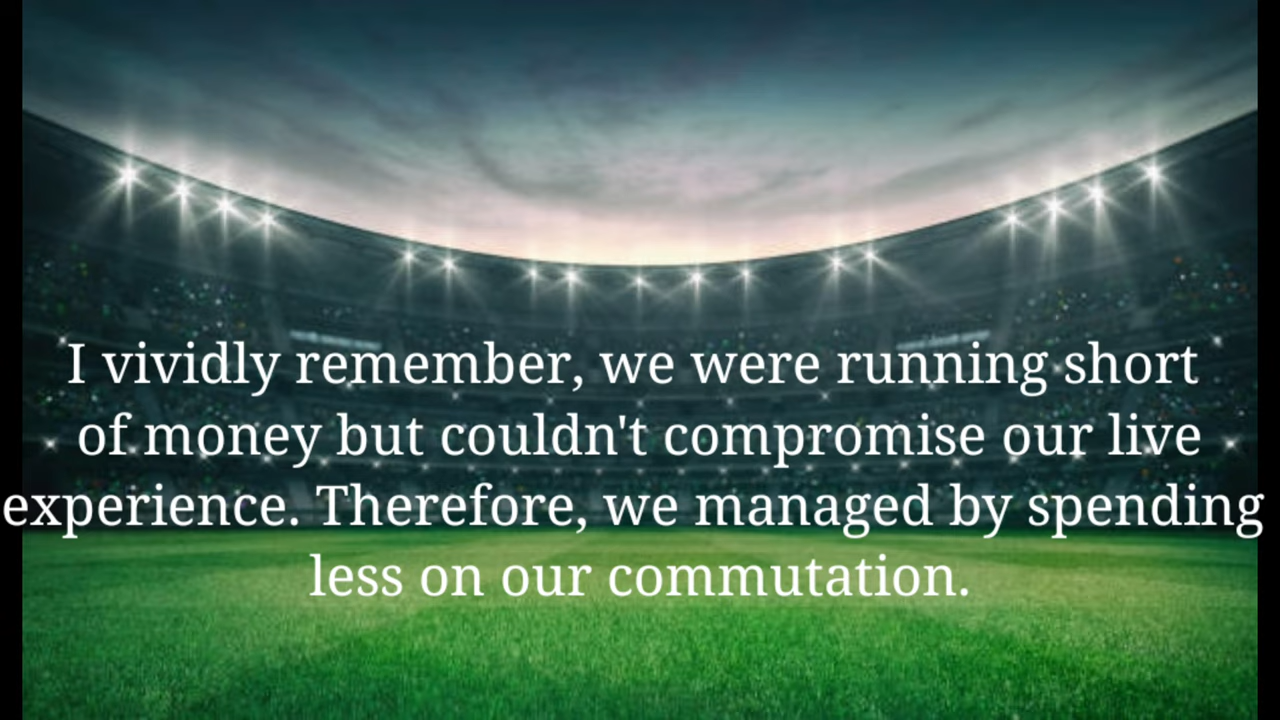 I vividly remember, we were running short
of money but couldn't compromise our live
experience. Therefore, we managed by spending
less on our commutation.